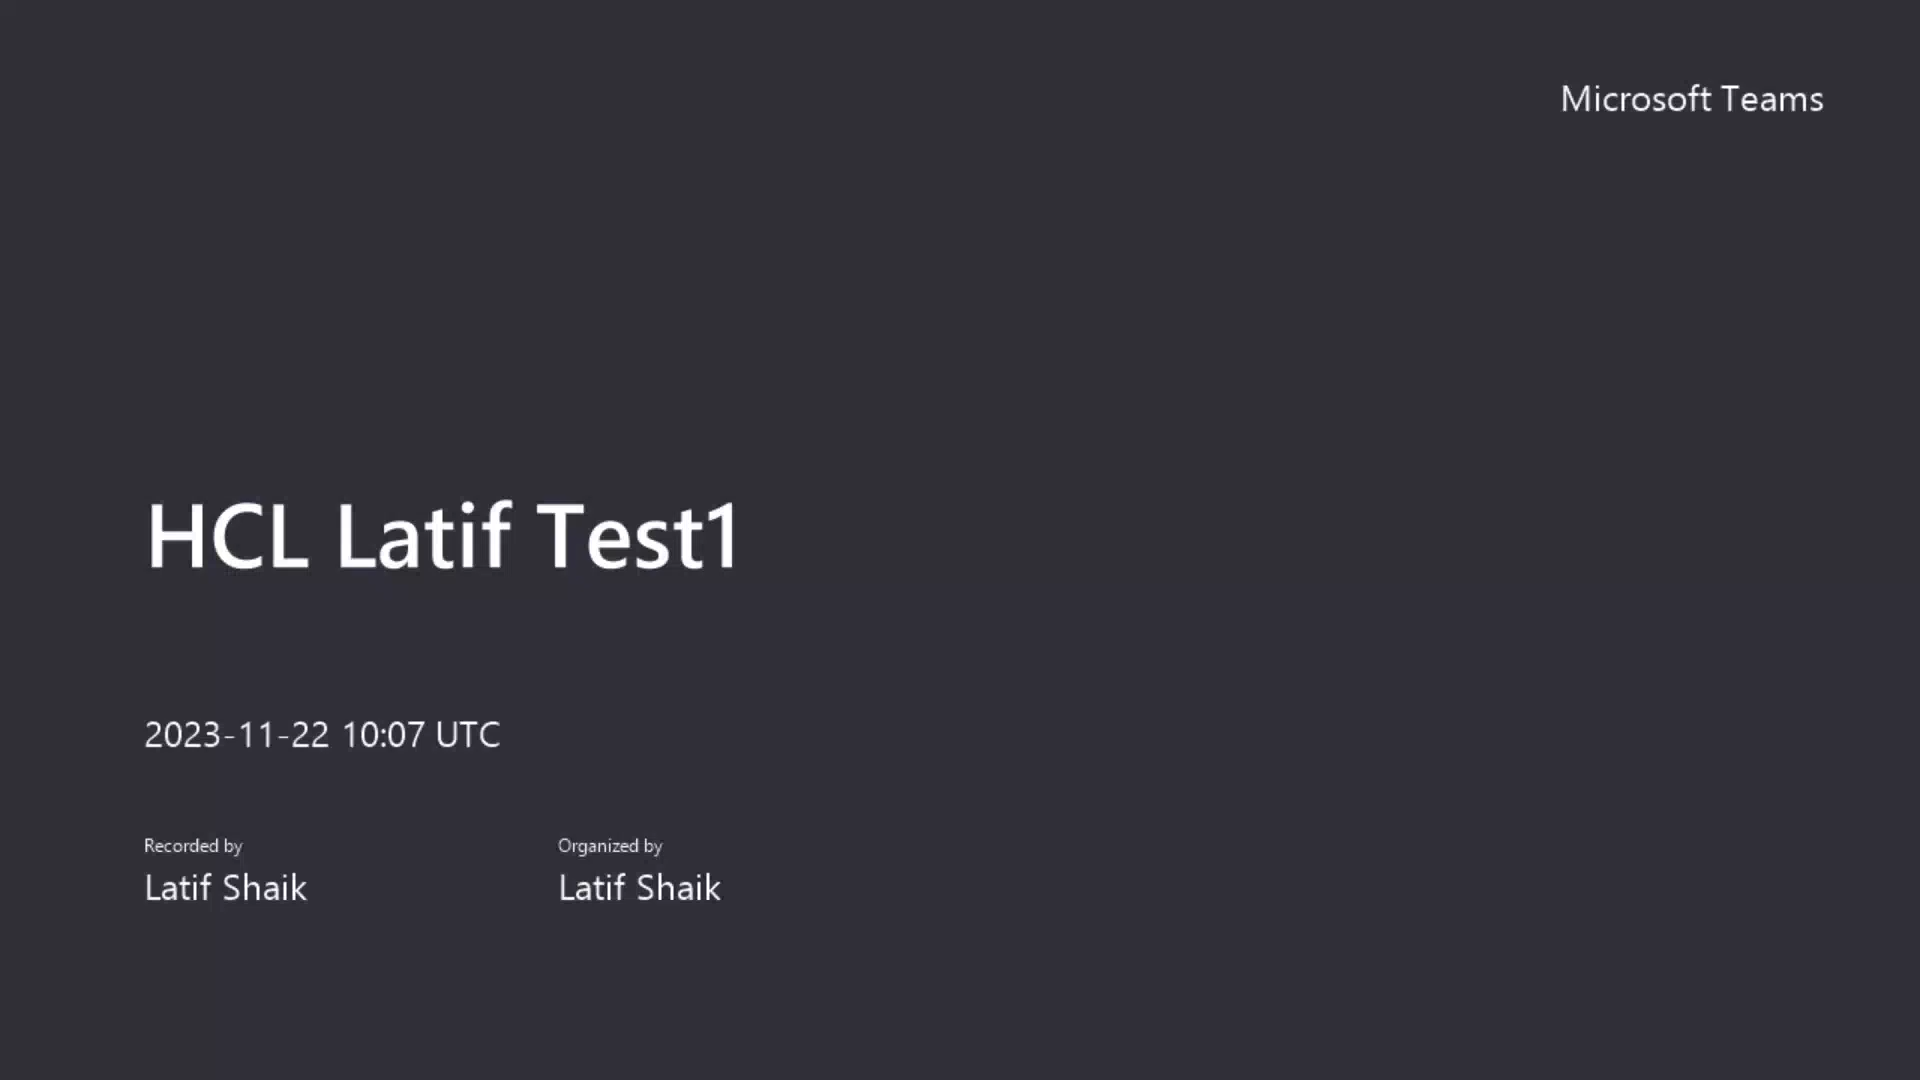 Microsoft Teams
HCL Latif Test1
2023-11-22 10:07 UTC
Recorded by
Latif Shaik
Organized by
Latif Shaik